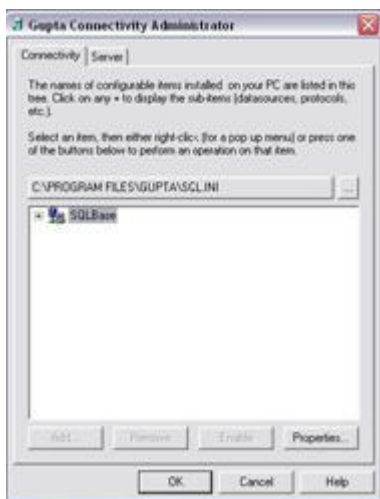 Gupta Connectivity Administrator
Connectivity Server
The names of configurable items installed on your PC are listed in this
tree. Click on any + to display the sub-items (datasources, protocols,
etc.).
Select an item, then either right-click (for a pop up menu) or press one
of the buttons below to perform an operation on that item.
C:\PROGRAM FILES\GUPTA\SQL.INI ...
SQLBase
Add... Remove Enable Properties...
OK Cancel Help